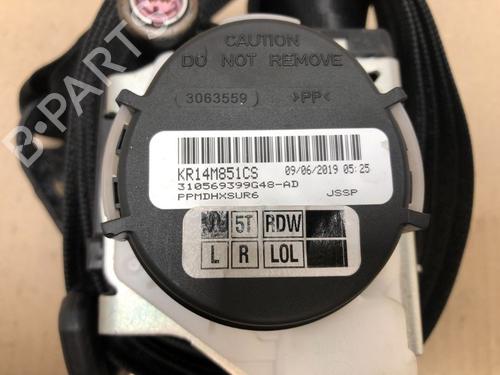 CAUTION
DO NOT REMOVE
3063559
>PP<
KR14M851CS
09/06/2019 05:25
310569399G48-AD
PPMDHXSUR6
JSSP
5T RDW
L R LOL
B-PARTS